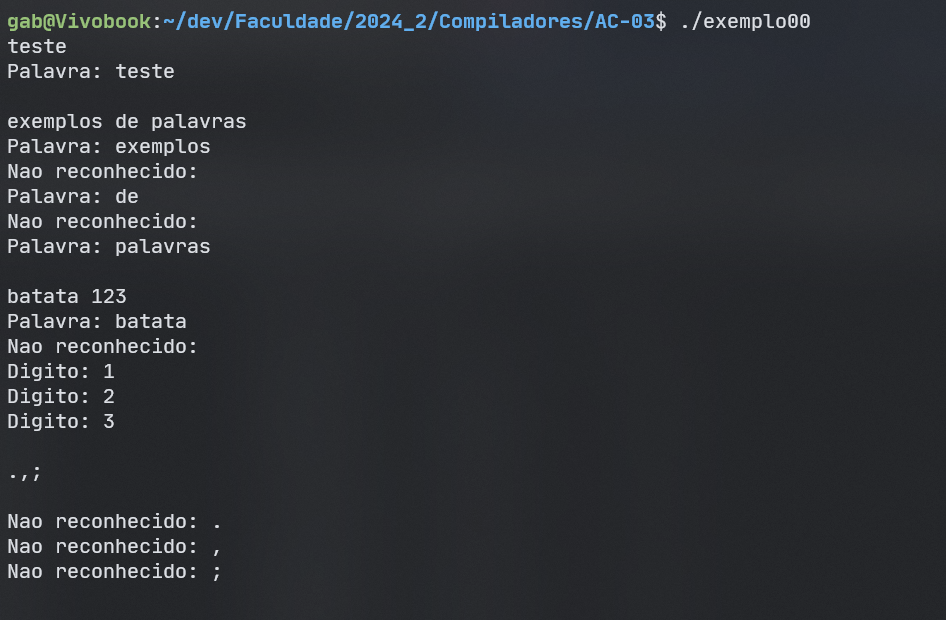 gab@Vivobook:~/dev/Faculdade/2024_2/Compiladores/AC-03$ ./exemplo00
teste
Palavra: teste
exemplos de palavras
Palavra: exemplos
Nao reconhecido:
Palavra: de
Nao reconhecido:
Palavra: palavras
batata 123
Palavra: batata
Nao reconhecido:
Digito: 1
Digito: 2
Digito: 3
.,;
Nao reconhecido: .
Nao reconhecido: ,
Nao reconhecido: ;